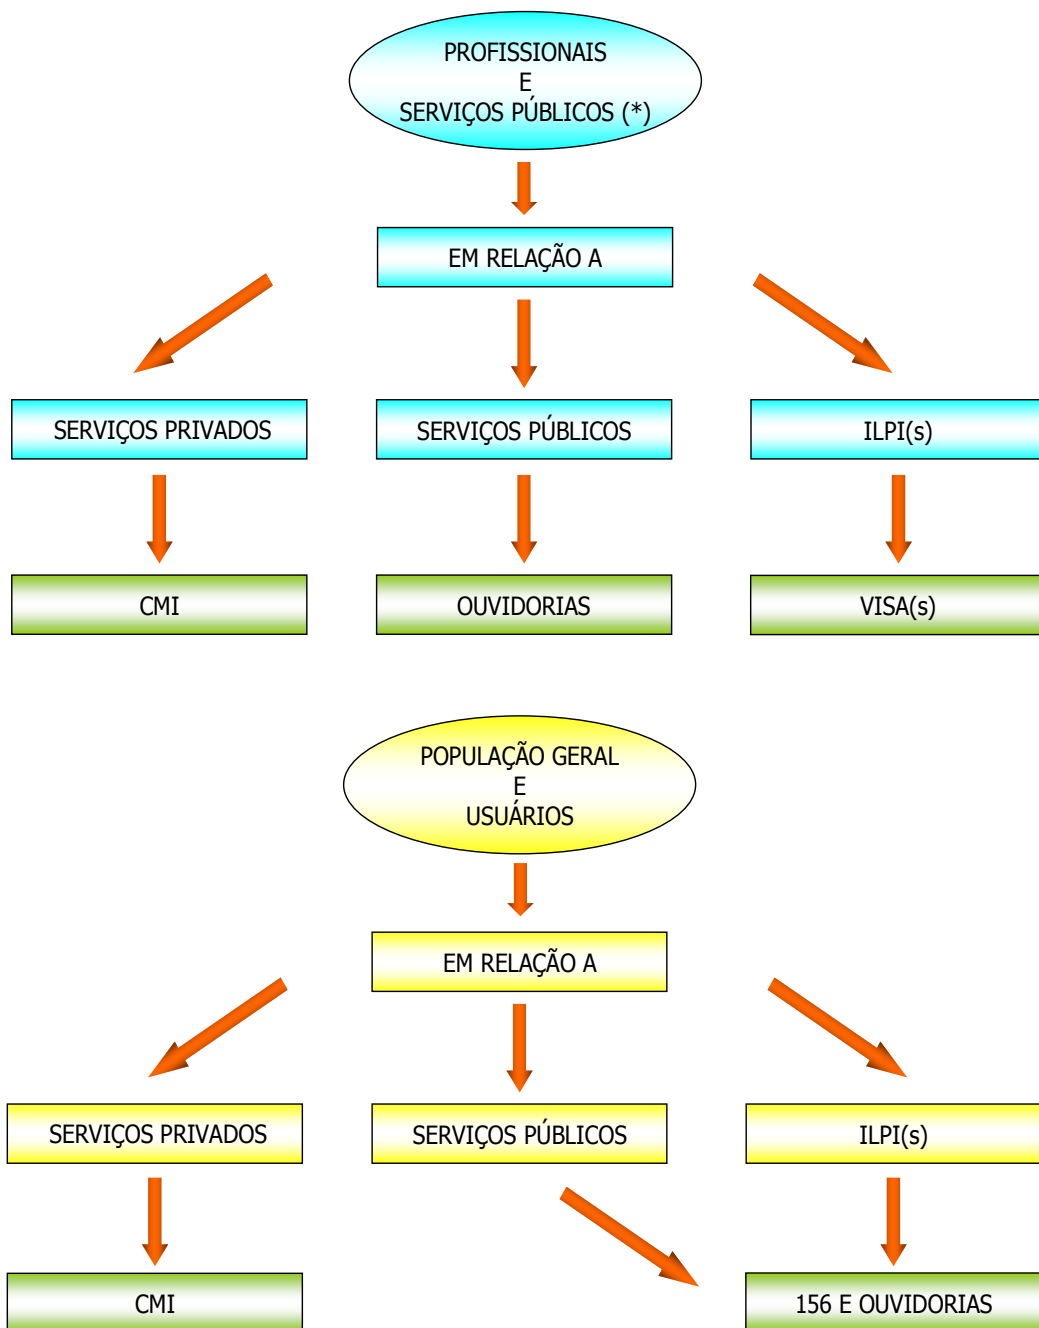 PROFISSIONAIS
E
SERVIÇOS PÚBLICOS (*)
EM RELAÇÃO A
SERVIÇOS PRIVADOS
SERVIÇOS PÚBLICOS
ILPI(s)
CMI
OUVIDORIAS
VISA(s)
POPULAÇÃO GERAL
E
USUÁRIOS
EM RELAÇÃO A
SERVIÇOS PRIVADOS
SERVIÇOS PÚBLICOS
ILPI(s)
CMI
156 E OUVIDORIAS